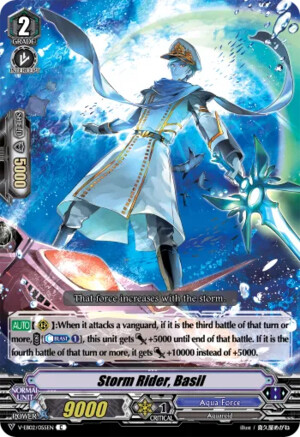 2
GRADE
INTERCEPT
SHIELD
5000
That force increases with the storm.
AUTO : When it attacks a vanguard, if it is the third battle of that turn or
more, BLAST 1 , this unit gets +5000 until end of that battle. If it is the
fourth battle of that turn or more, it gets +10000 instead of +5000.
NORMAL
UNIT
Storm Rider, Basil
POWER
9000
1
CRITICAL
Aqua Force
Aquaroid
V-EB02/055EN C